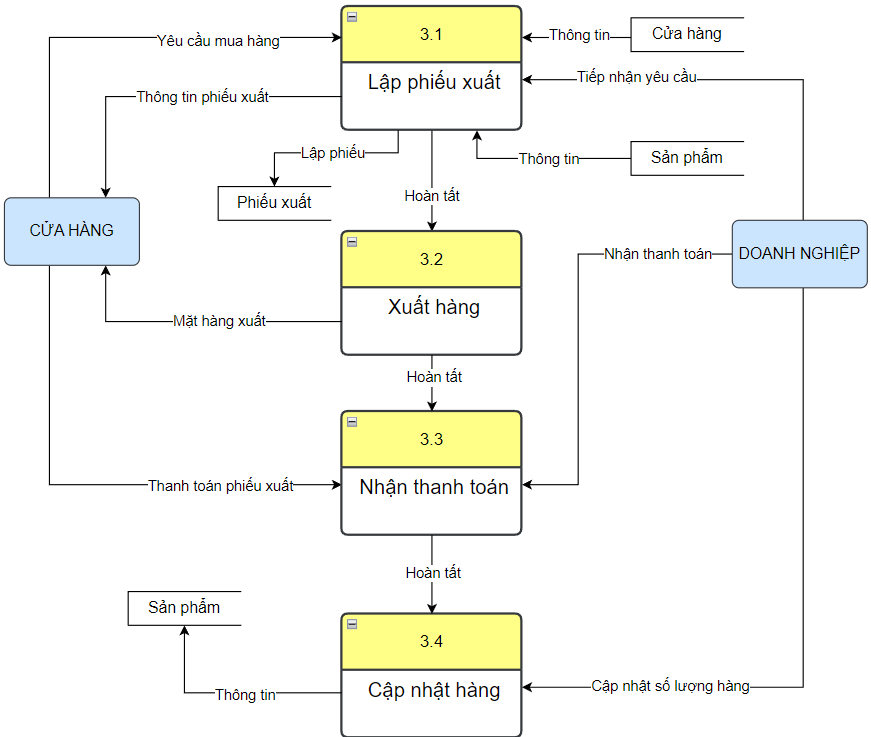 3.1
Lập phiếu xuất
Yêu cầu mua hàng
Thông tin
Cửa hàng
Tiếp nhận yêu cầu
Thông tin phiếu xuất
Lập phiếu
Thông tin
Sản phẩm
Phiếu xuất
Hoàn tất
CỬA HÀNG
DOANH NGHIỆP
3.2
Xuất hàng
Nhận thanh toán
Mặt hàng xuất
Hoàn tất
3.3
Nhận thanh toán
Thanh toán phiếu xuất
Hoàn tất
Sản phẩm
3.4
Cập nhật hàng
Thông tin
Cập nhật số lượng hàng